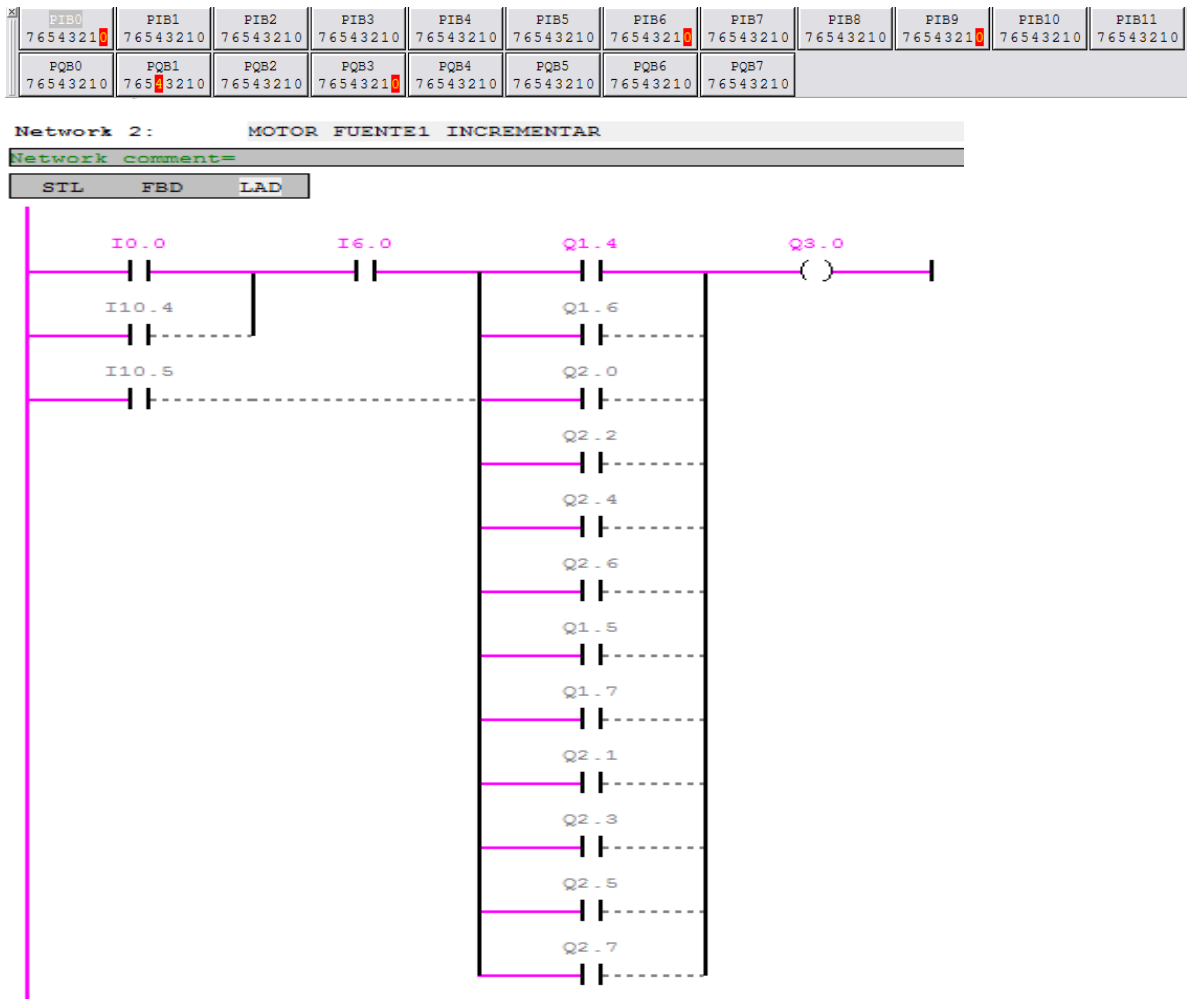 PIB0 PIB1 PIB2 PIB3 PIB4 PIB5 PIB6 PIB7 PIB8 PIB9 PIB10 PIB11
76543210 76543210 76543210 76543210 76543210 76543210 76543210 76543210 76543210 76543210 76543210 76543210
PQB0 PQB1 PQB2 PQB3 PQB4 PQB5 PQB6 PQB7
76543210 76543210 76543210 76543210 76543210 76543210 76543210 76543210
Network 2: MOTOR FUENTE1 INCREMENTAR
Network comment=
STL FBD LAD
I0.0 I6.0 Q1.4 Q3.0
I10.4 Q1.6
I10.5 Q2.0
Q2.2
Q2.4
Q2.6
Q1.5
Q1.7
Q2.1
Q2.3
Q2.5
Q2.7